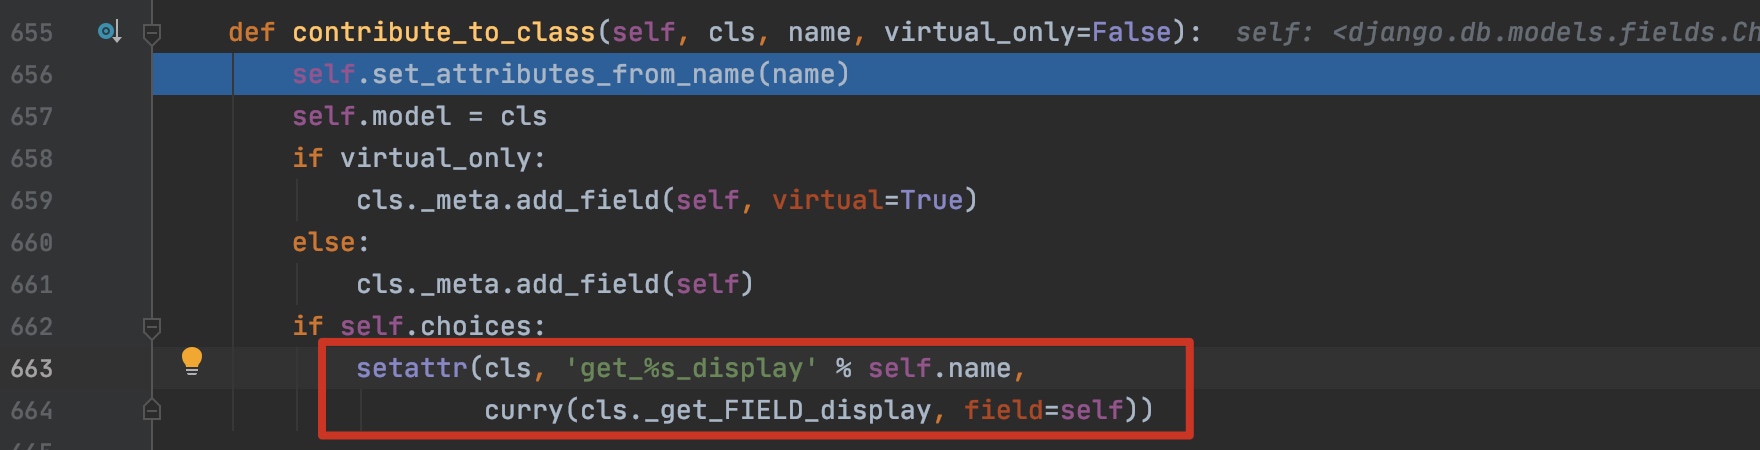 655 def contribute_to_class(self, cls, name, virtual_only=False): self: <django.db.models.fields.Ch
656 self.set_attributes_from_name(name)
657 self.model = cls
658 if virtual_only:
659 cls._meta.add_field(self, virtual=True)
660 else:
661 cls._meta.add_field(self)
662 if self.choices:
663 setattr(cls, 'get_%s_display' % self.name,
664 curry(cls._get_FIELD_display, field=self))